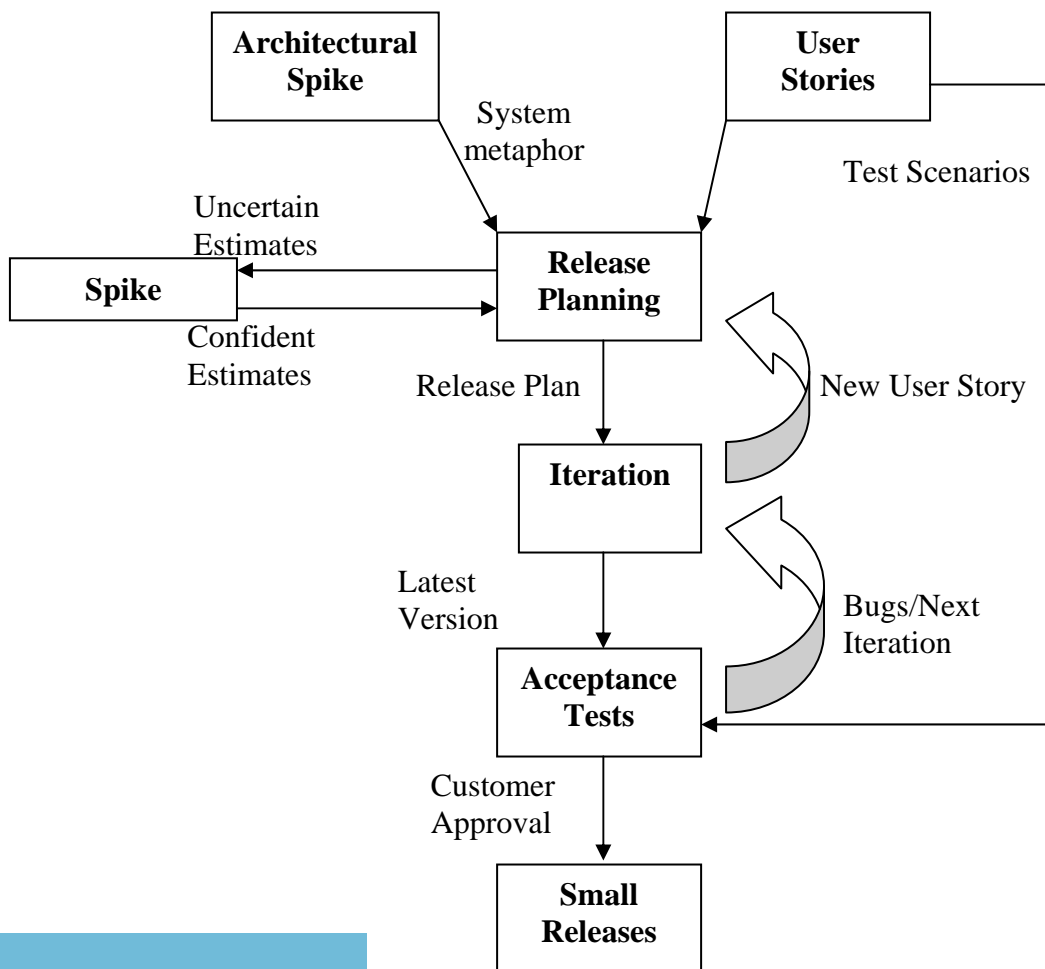 Architectural
Spike
User
Stories
System
metaphor
Test Scenarios
Uncertain
Estimates
Release
Planning
Spike
Confident
Estimates
Release Plan
New User Story
Iteration
Latest
Version
Bugs/Next
Iteration
Acceptance
Tests
Customer
Approval
Small
Releases